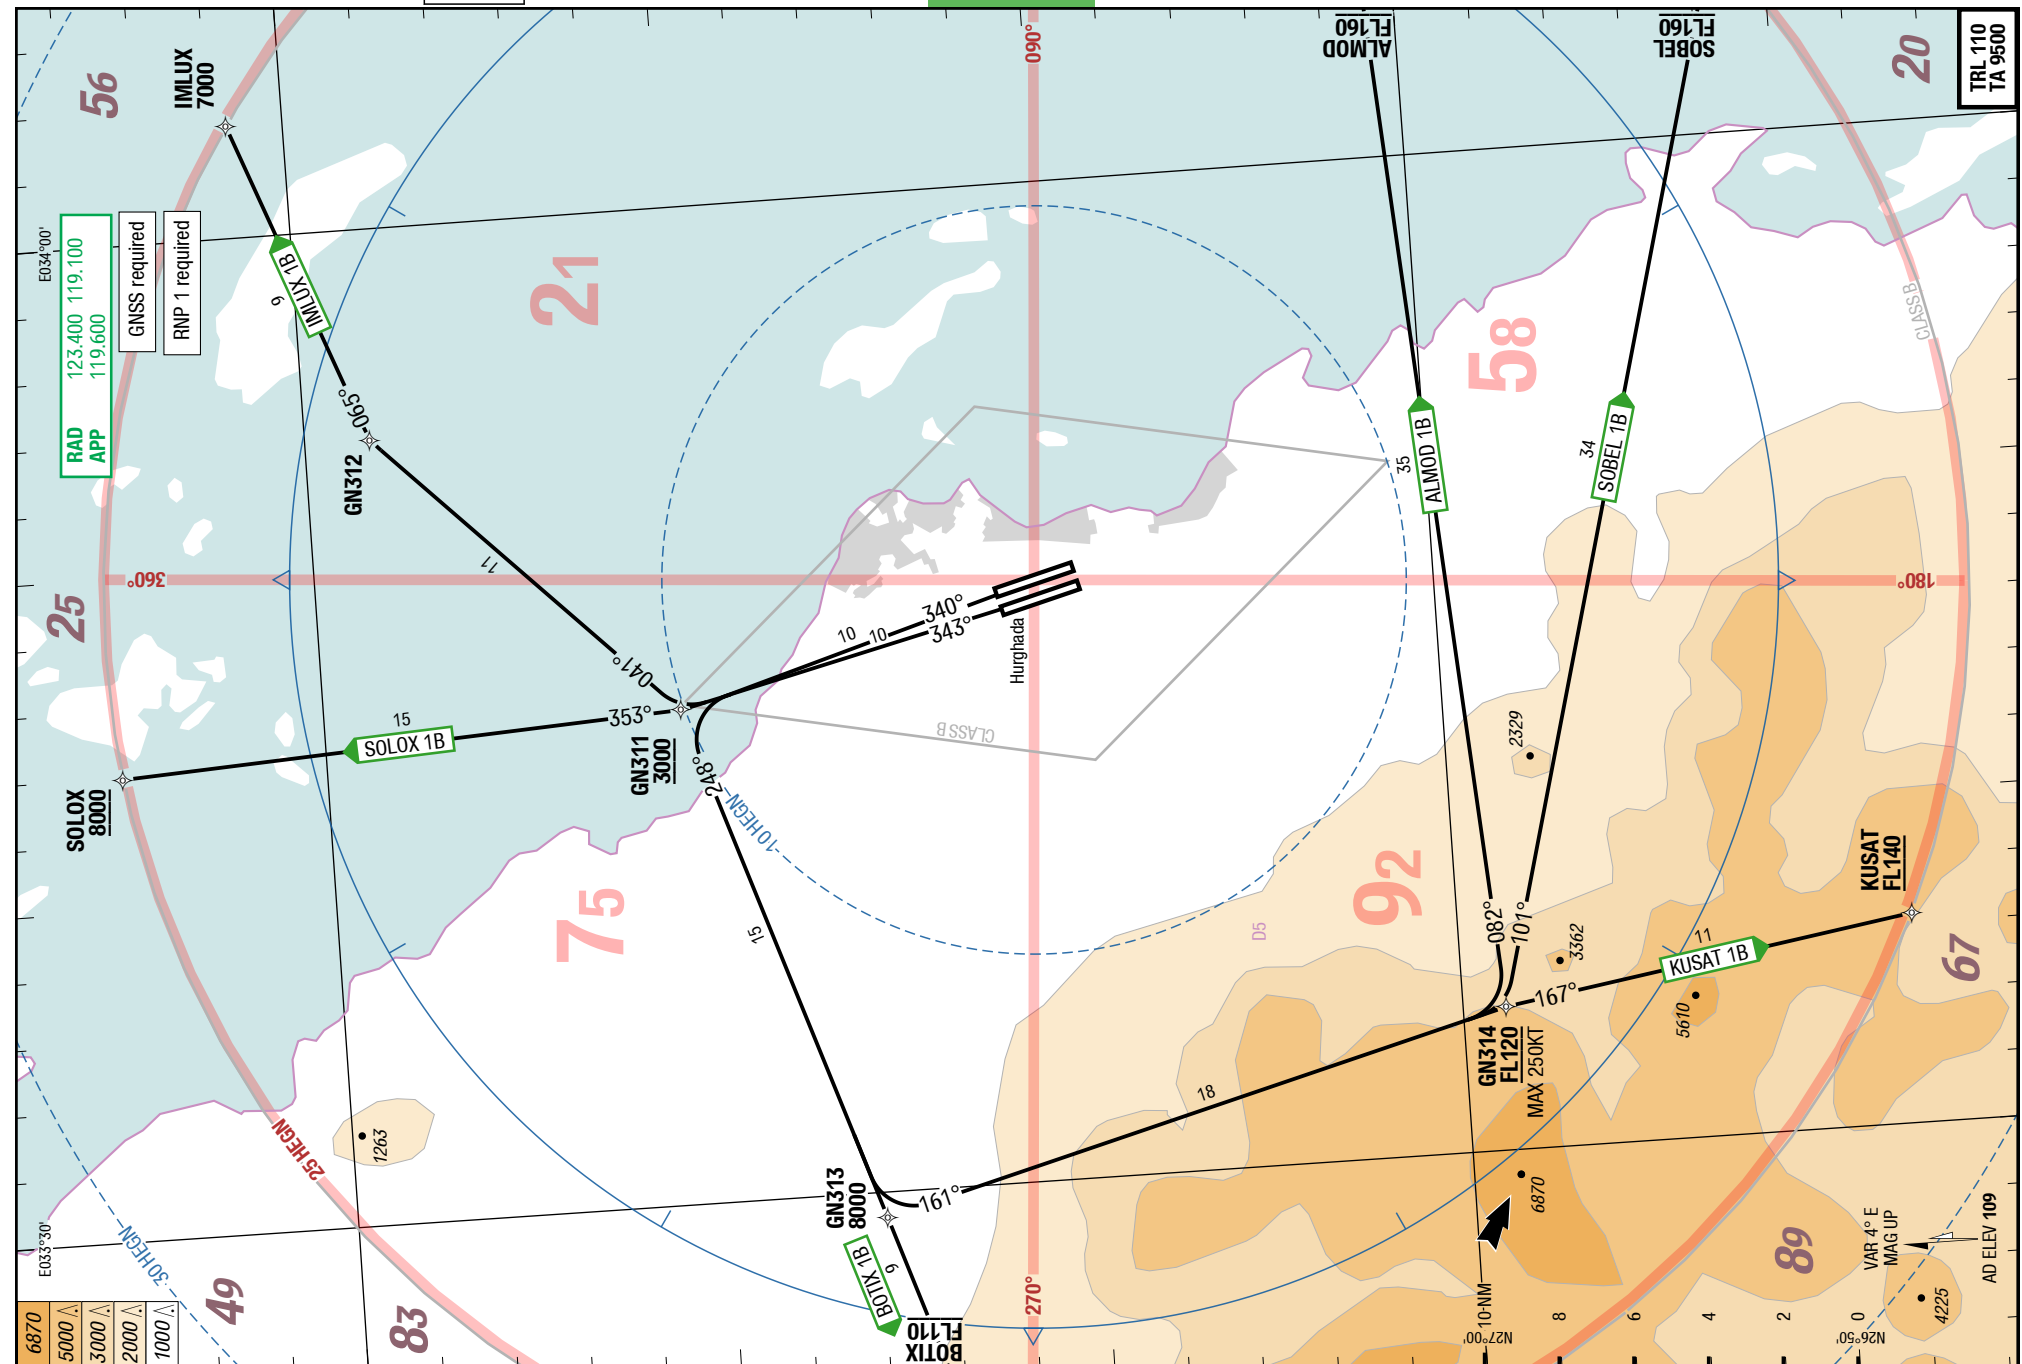 TRL 110
TA 9500
RAD 123.400 119.100
APP 119.600
GNSS required
RNP 1 required
E034°00'
E033°30'
IMLUX
7000
56
25
49
83
20
67
89
21
58
75
92
090°
360°
180°
270°
ALMOD
FL160
SOBEL
FL160
IMLUX 1B
9
065°
GN312
11
041°
SOLOX
8000
SOLOX 1B
15
353°
GN311
3000
248°
10
10
340°
343°
Hurghada
CLASS B
CLASS B
10 HEGN
25 HEGN
30 HEGN
15
GN313
8000
161°
BOTIX 1B
9
BOTIX
FL110
18
GN314
FL120
MAX 250KT
082°
101°
167°
ALMOD 1B
35
SOBEL 1B
34
KUSAT 1B
11
KUSAT
FL140
D5
2329
3362
5610
6870
1263
4225
VAR 4° E
MAG UP
AD ELEV 109
N27°00'
N26°50'
10 NM
8
6
4
2
0
6870
5000
3000
2000
1000